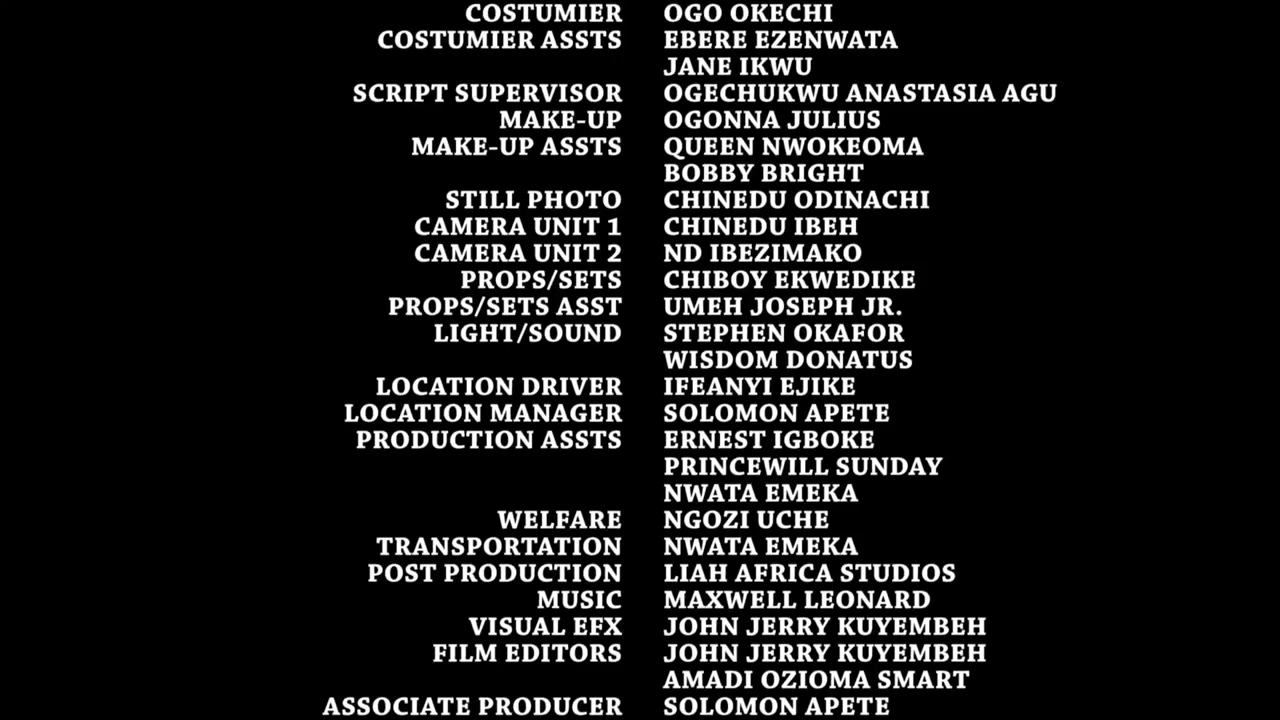 COSTUMIER OGO OKECHI
COSTUMIER ASSTS EBERE EZENWATA
JANE IKWU
SCRIPT SUPERVISOR OGECHUKWU ANASTASIA AGU
MAKE-UP OGONNA JULIUS
MAKE-UP ASSTS QUEEN NWOKEOMA
BOBBY BRIGHT
STILL PHOTO CHINEDU ODINACHI
CAMERA UNIT 1 CHINEDU IBEH
CAMERA UNIT 2 ND IBEZIMAKO
PROPS/SETS CHIBOY EKWEDIKE
PROPS/SETS ASST UMEH JOSEPH JR.
LIGHT/SOUND STEPHEN OKAFOR
WISDOM DONATUS
LOCATION DRIVER IFEANYI EJIKE
LOCATION MANAGER SOLOMON APETE
PRODUCTION ASSTS ERNEST IGBOKE
PRINCEWILL SUNDAY
NWATA EMEKA
WELFARE NGOZI UCHE
TRANSPORTATION NWATA EMEKA
POST PRODUCTION LIAH AFRICA STUDIOS
MUSIC MAXWELL LEONARD
VISUAL EFX JOHN JERRY KUYEMBEH
FILM EDITORS JOHN JERRY KUYEMBEH
AMADI OZIOMA SMART
ASSOCIATE PRODUCER SOLOMON APETE